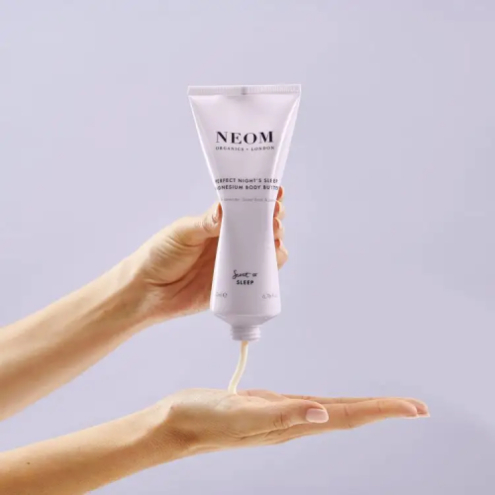 NEOM
ORGANICS • LONDON
PERFECT NIGHT'S SLEEP
MAGNESIUM BODY BUTTER
Scent to
SLEEP